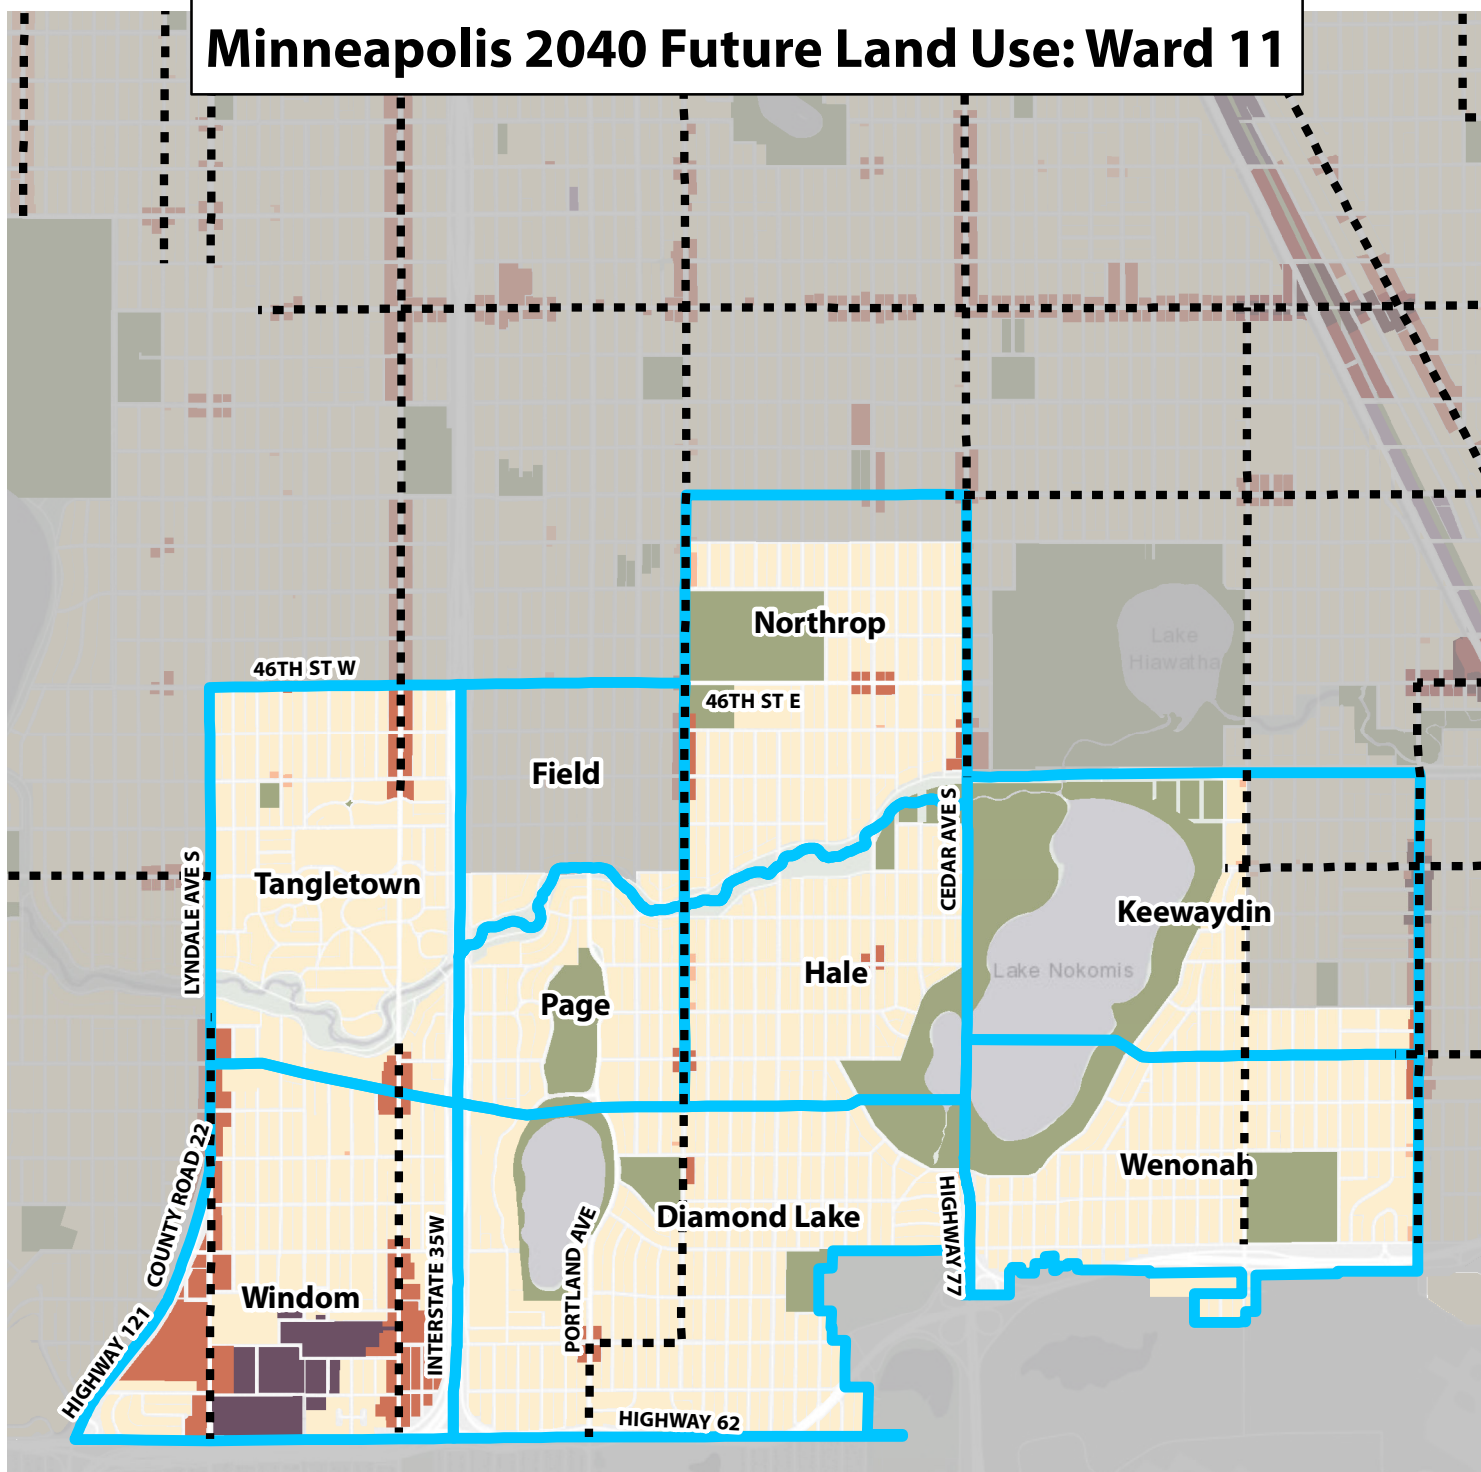 Minneapolis 2040 Future Land Use: Ward 11
Northrop
Lake
Hiawatha
46TH ST W
46TH ST E
Field
CEDAR AVE S
LYNDALE AVE S
Tangletown
Keewaydin
Hale
Lake Nokomis
Page
COUNTY ROAD 22
Wenonah
Diamond Lake
HIGHWAY 77
PORTLAND AVE
INTERSTATE 35W
Windom
HIGHWAY 121
HIGHWAY 62